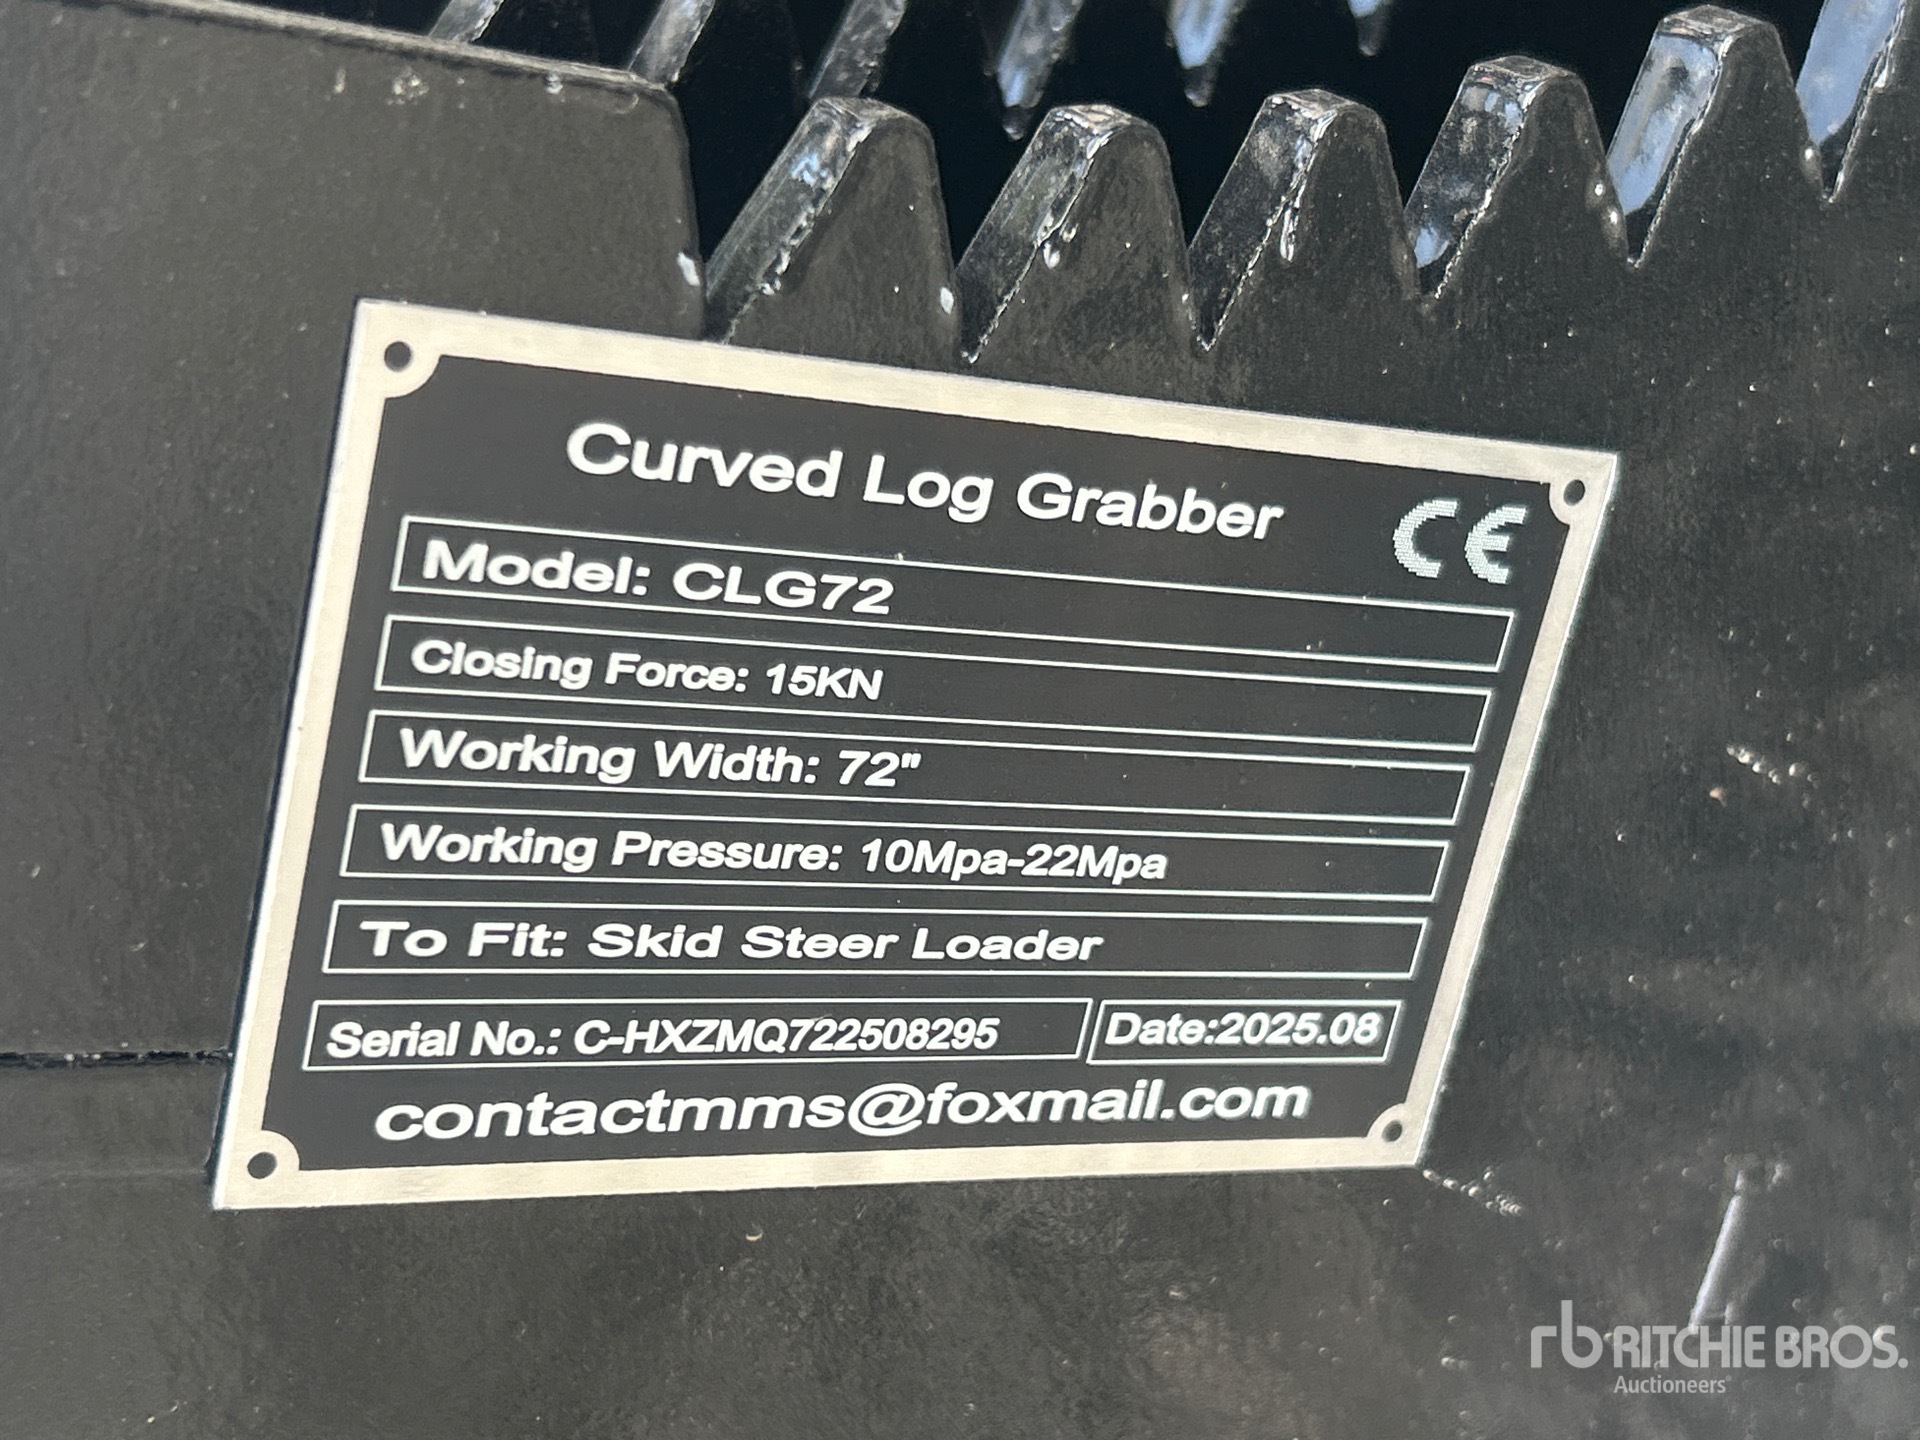 Curved Log Grabber
CE
Model: CLG72
Closing Force: 15KN
Working Width: 72"
Working Pressure: 10Mpa-22Mpa
To Fit: Skid Steer Loader
Serial No.: C-HXZMQ722508295 Date:2025.08
contactmms@foxmail.com
rb RITCHIE BROS.
Auctioneers